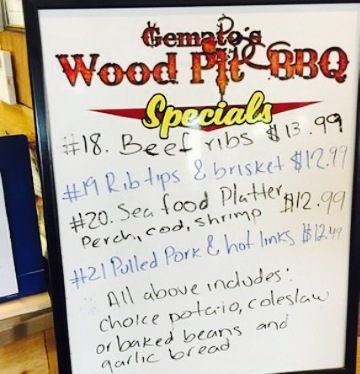 Gemato's
Wood Pit BBQ
Specials
#18. Beef ribs $13.99
#19 Rib tips & brisket $12.99
#20. Sea food Platter $12.99
Perch, cod, shrimp
#21 Pulled Pork & hot links $12.49
All above includes:
choice potato, coleslaw
or baked beans and
garlic bread